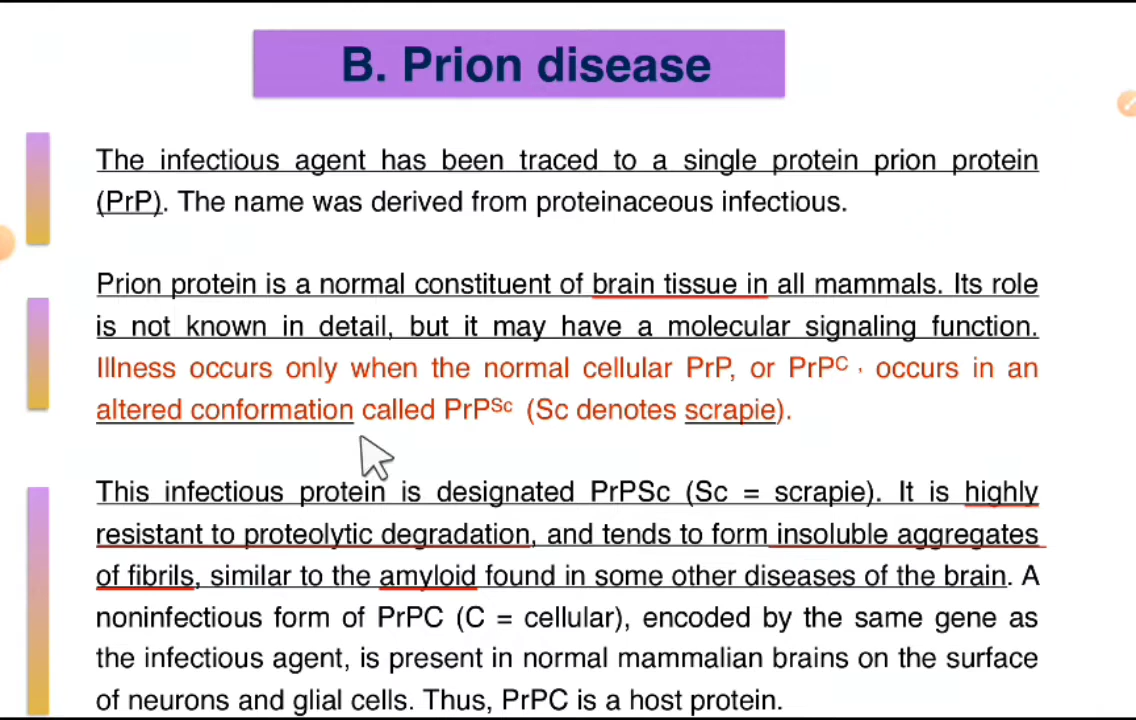 B. Prion disease
The infectious agent has been traced to a single protein prion protein
(PrP). The name was derived from proteinaceous infectious.
Prion protein is a normal constituent of brain tissue in all mammals. Its role
is not known in detail, but it may have a molecular signaling function.
Illness occurs only when the normal cellular PrP, or PrPᶜ , occurs in an
altered conformation called PrPˢᶜ (Sc denotes scrapie).
This infectious protein is designated PrPSc (Sc = scrapie). It is highly
resistant to proteolytic degradation, and tends to form insoluble aggregates
of fibrils, similar to the amyloid found in some other diseases of the brain. A
noninfectious form of PrPC (C = cellular), encoded by the same gene as
the infectious agent, is present in normal mammalian brains on the surface
of neurons and glial cells. Thus, PrPC is a host protein.